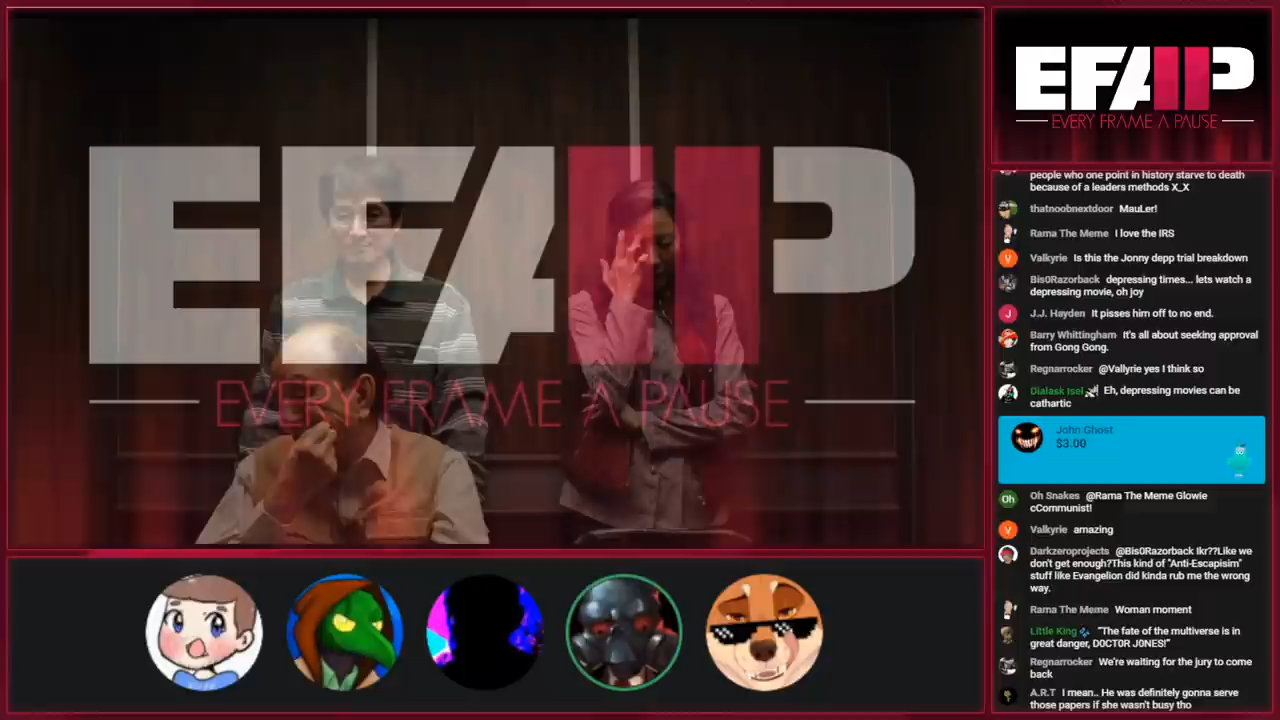 EFAP
EVERY FRAME A PAUSE
EFAP
EVERY FRAME A PAUSE
people who one point in history starve to death
because of a leaders methods X_X
thatnoobnextdoor MauLer!
Rama The Meme I love the IRS
Valkyrie Is this the Jonny depp trial breakdown
Bis0Razorback depressing times... lets watch a
depressing movie, oh joy
J.J. Hayden It pisses him off to no end.
Barry Whittingham It's all about seeking approval
from Gong Gong.
Regnarrocker @Vallyrie yes I think so
Dialask Isel Eh, depressing movies can be
cathartic
John Ghost
$3.00
Oh Oh Snakes @Rama The Meme Glowie
cCommunist!
V Valkyrie amazing
Darkzeroprojects @Bis0Razorback Ikr??Like we
don't get enough?This kind of "Anti-Escapisim"
stuff like Evangelion did kinda rub me the wrong
way.
Rama The Meme Woman moment
Little King "The fate of the multiverse is in
great danger, D0CT0R J0NES!"
Regnarrocker We're waiting for the jury to come
back
A.R.T I mean.. He was definitely gonna serve
those papers if she wasn't busy tho